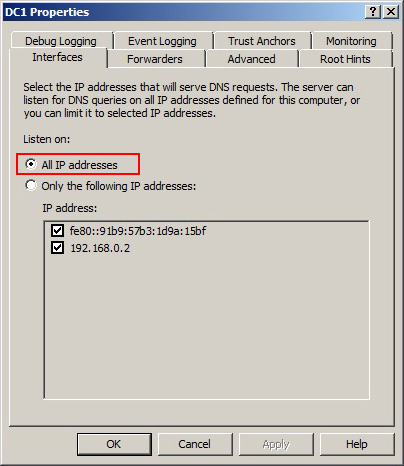 DC1 Properties
Debug Logging
Event Logging
Trust Anchors
Monitoring
Interfaces
Forwarders
Advanced
Root Hints
Select the IP addresses that will serve DNS requests. The server can
listen for DNS queries on all IP addresses defined for this computer, or
you can limit it to selected IP addresses.
Listen on:
All IP addresses
Only the following IP addresses:
IP address:
fe80::91b9:57b3:1d9a:15bf
192.168.0.2
OK
Cancel
Apply
Help